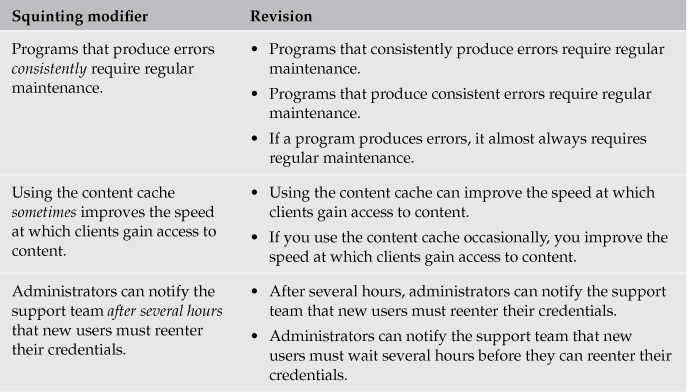 Squinting modifier
Revision
Programs that produce errors
consistently require regular
maintenance.
• Programs that consistently produce errors require regular
maintenance.
• Programs that produce consistent errors require regular
maintenance.
• If a program produces errors, it almost always requires
regular maintenance.
Using the content cache
sometimes improves the speed
at which clients gain access to
content.
• Using the content cache can improve the speed at which
clients gain access to content.
• If you use the content cache occasionally, you improve the
speed at which clients gain access to content.
Administrators can notify the
support team after several hours
that new users must reenter
their credentials.
• After several hours, administrators can notify the support
team that new users must reenter their credentials.
• Administrators can notify the support team that new
users must wait several hours before they can reenter their
credentials.